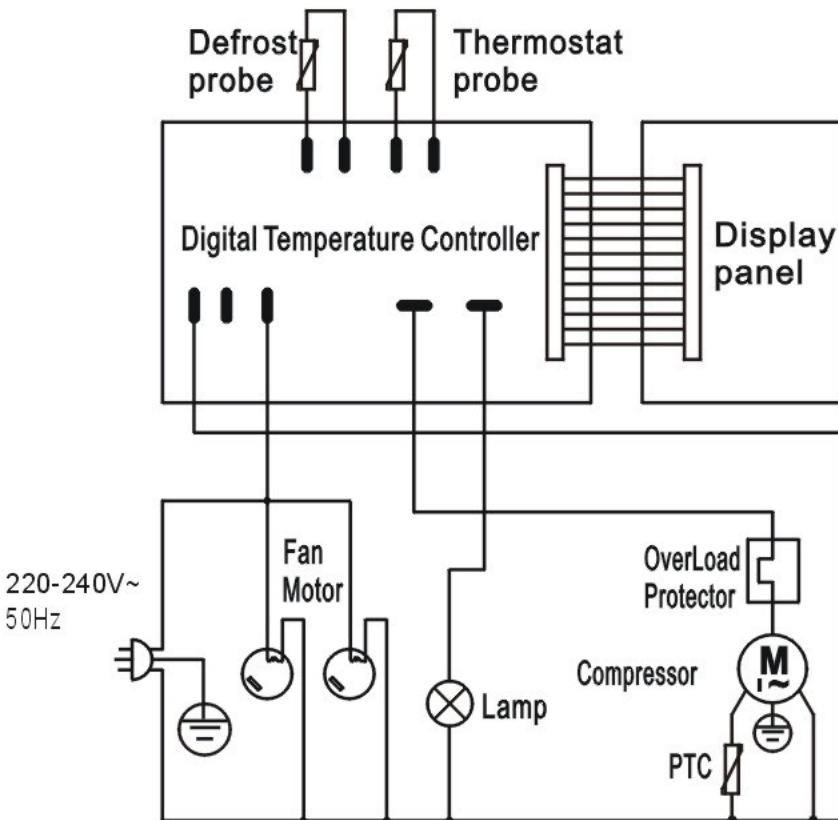 Defrost
probe
Thermostat
probe
Digital Temperature Controller
Display
panel
220-240V~
50Hz
Fan
Motor
OverLoad
Protector
Compressor
M
1~
Lamp
PTC